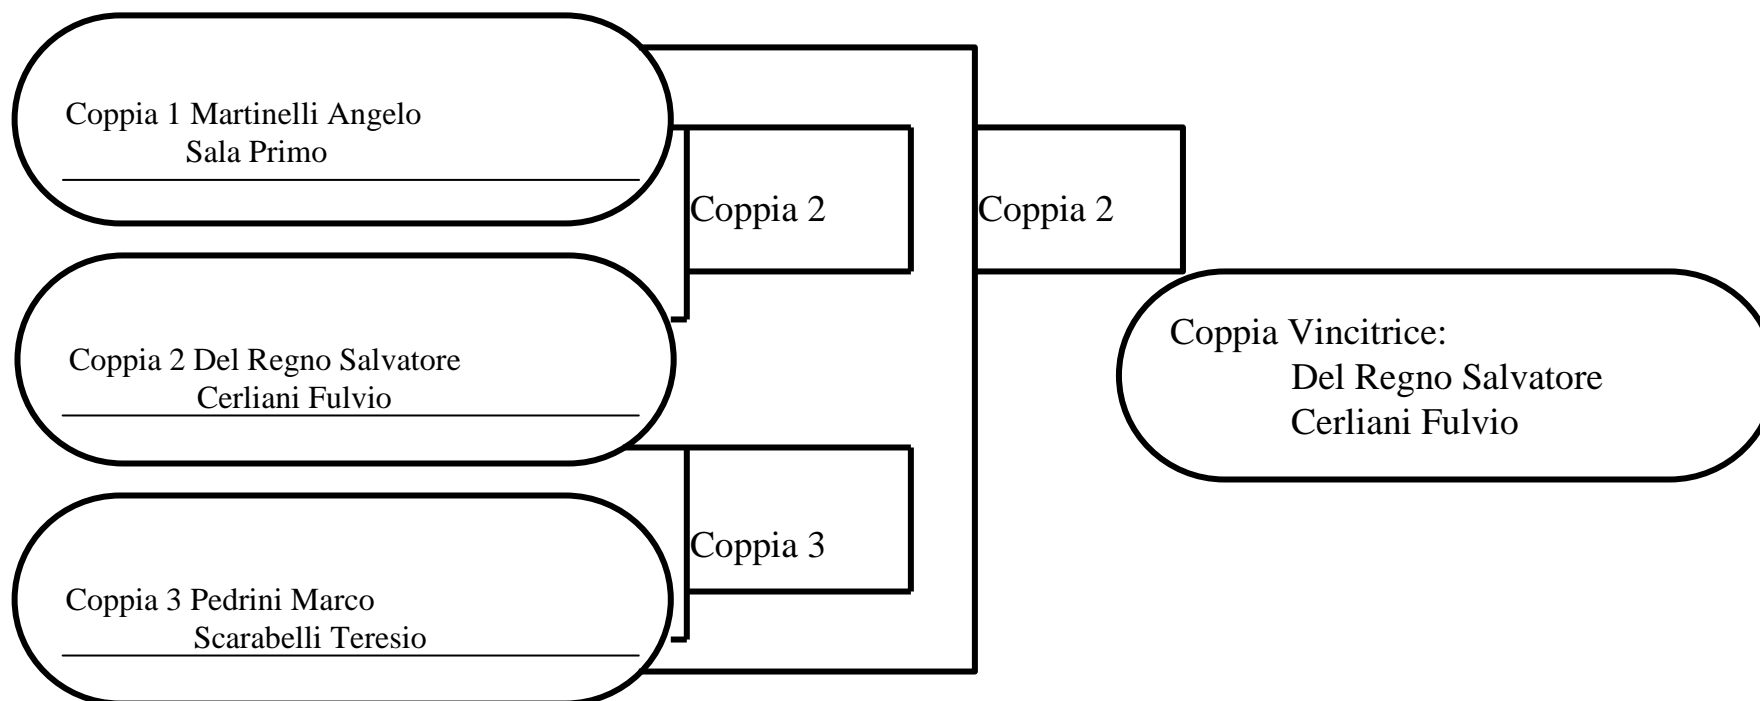 Coppia 1 Martinelli Angelo
Sala Primo
Coppia 2
Coppia 2
Coppia 2 Del Regno Salvatore
Cerliani Fulvio
Coppia Vincitrice:
Del Regno Salvatore
Cerliani Fulvio
Coppia 3
Coppia 3 Pedrini Marco
Scarabelli Teresio